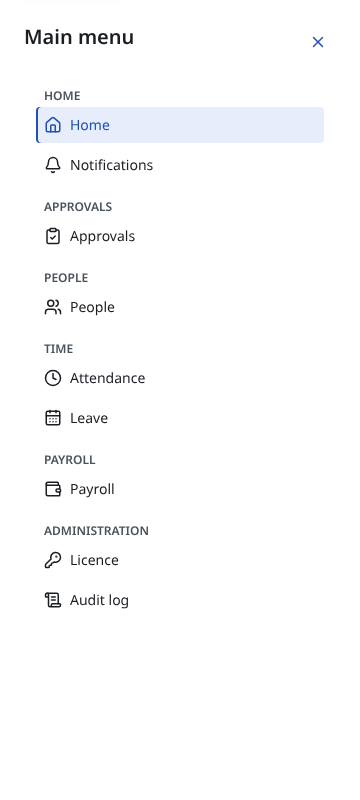 Main menu
HOME
Home
Notifications
APPROVALS
Approvals
PEOPLE
People
TIME
Attendance
Leave
PAYROLL
Payroll
ADMINISTRATION
Licence
Audit log